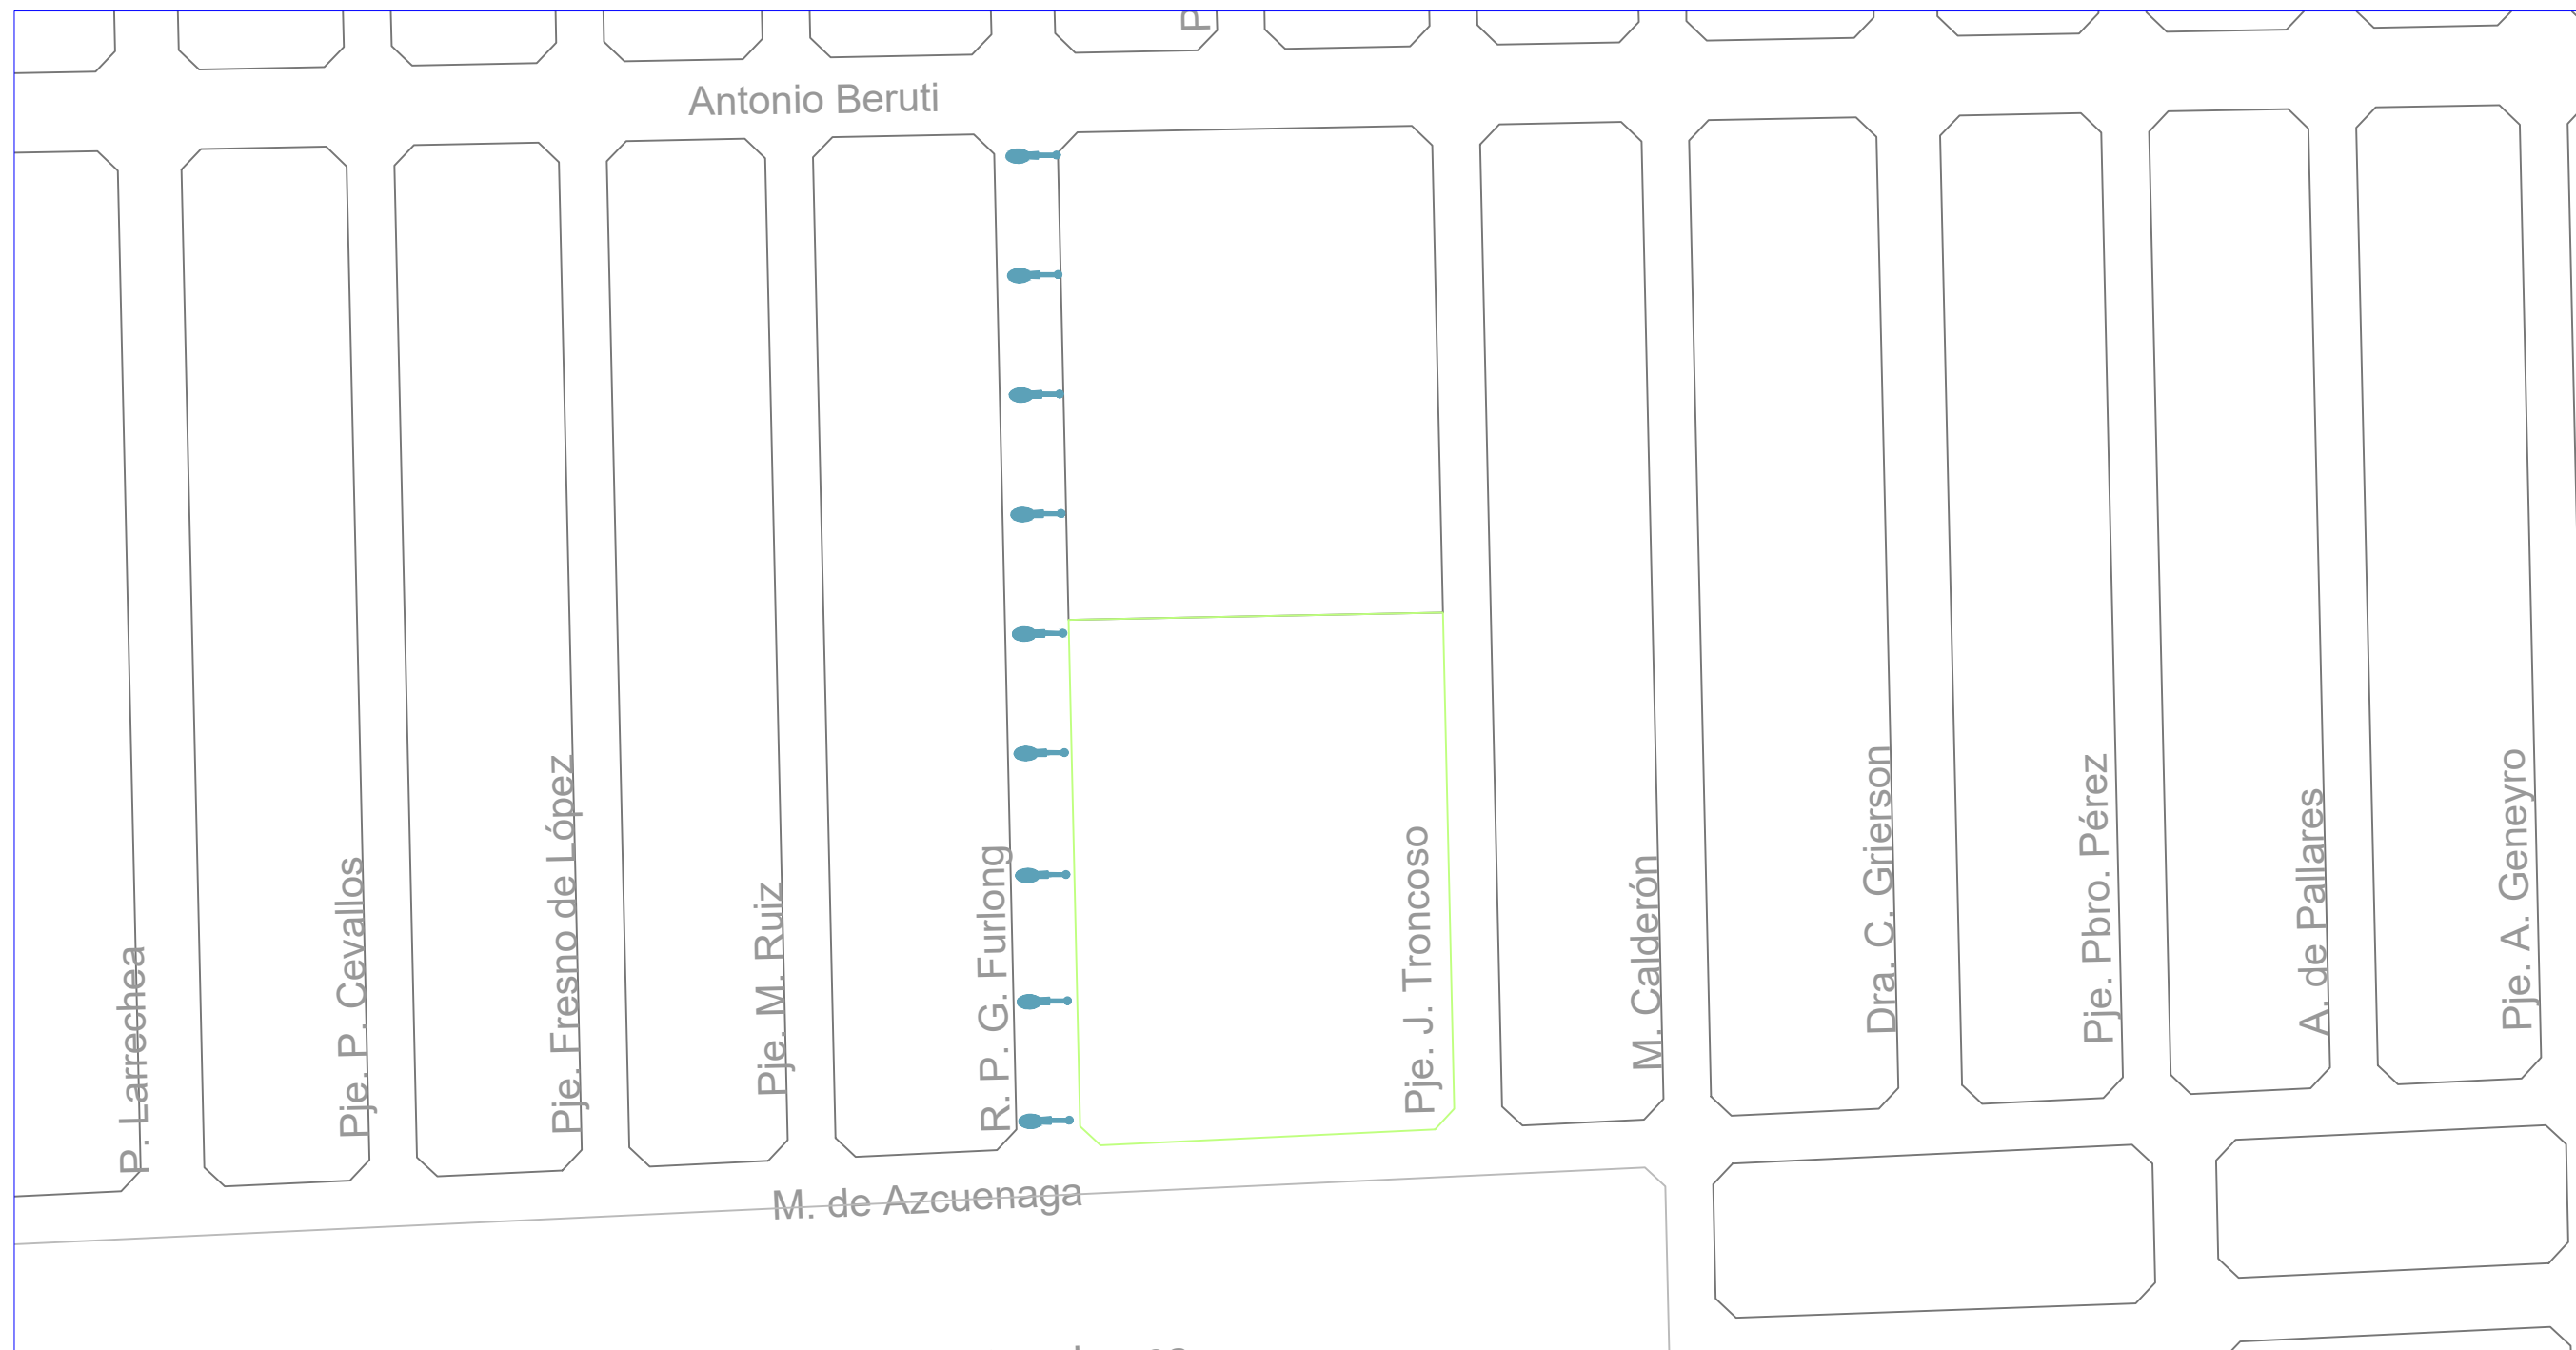 P
Antonio Beruti
P. Larrechea
Pje. P. Cevallos
Pje. Fresno de López
Pje. M. Ruiz
R. P. G. Furlong
Pje. J. Troncoso
M. Calderón
Dra. C. Grierson
Pje. Pbro. Pérez
A. de Pallares
Pje. A. Geneyro
M. de Azcuenaga